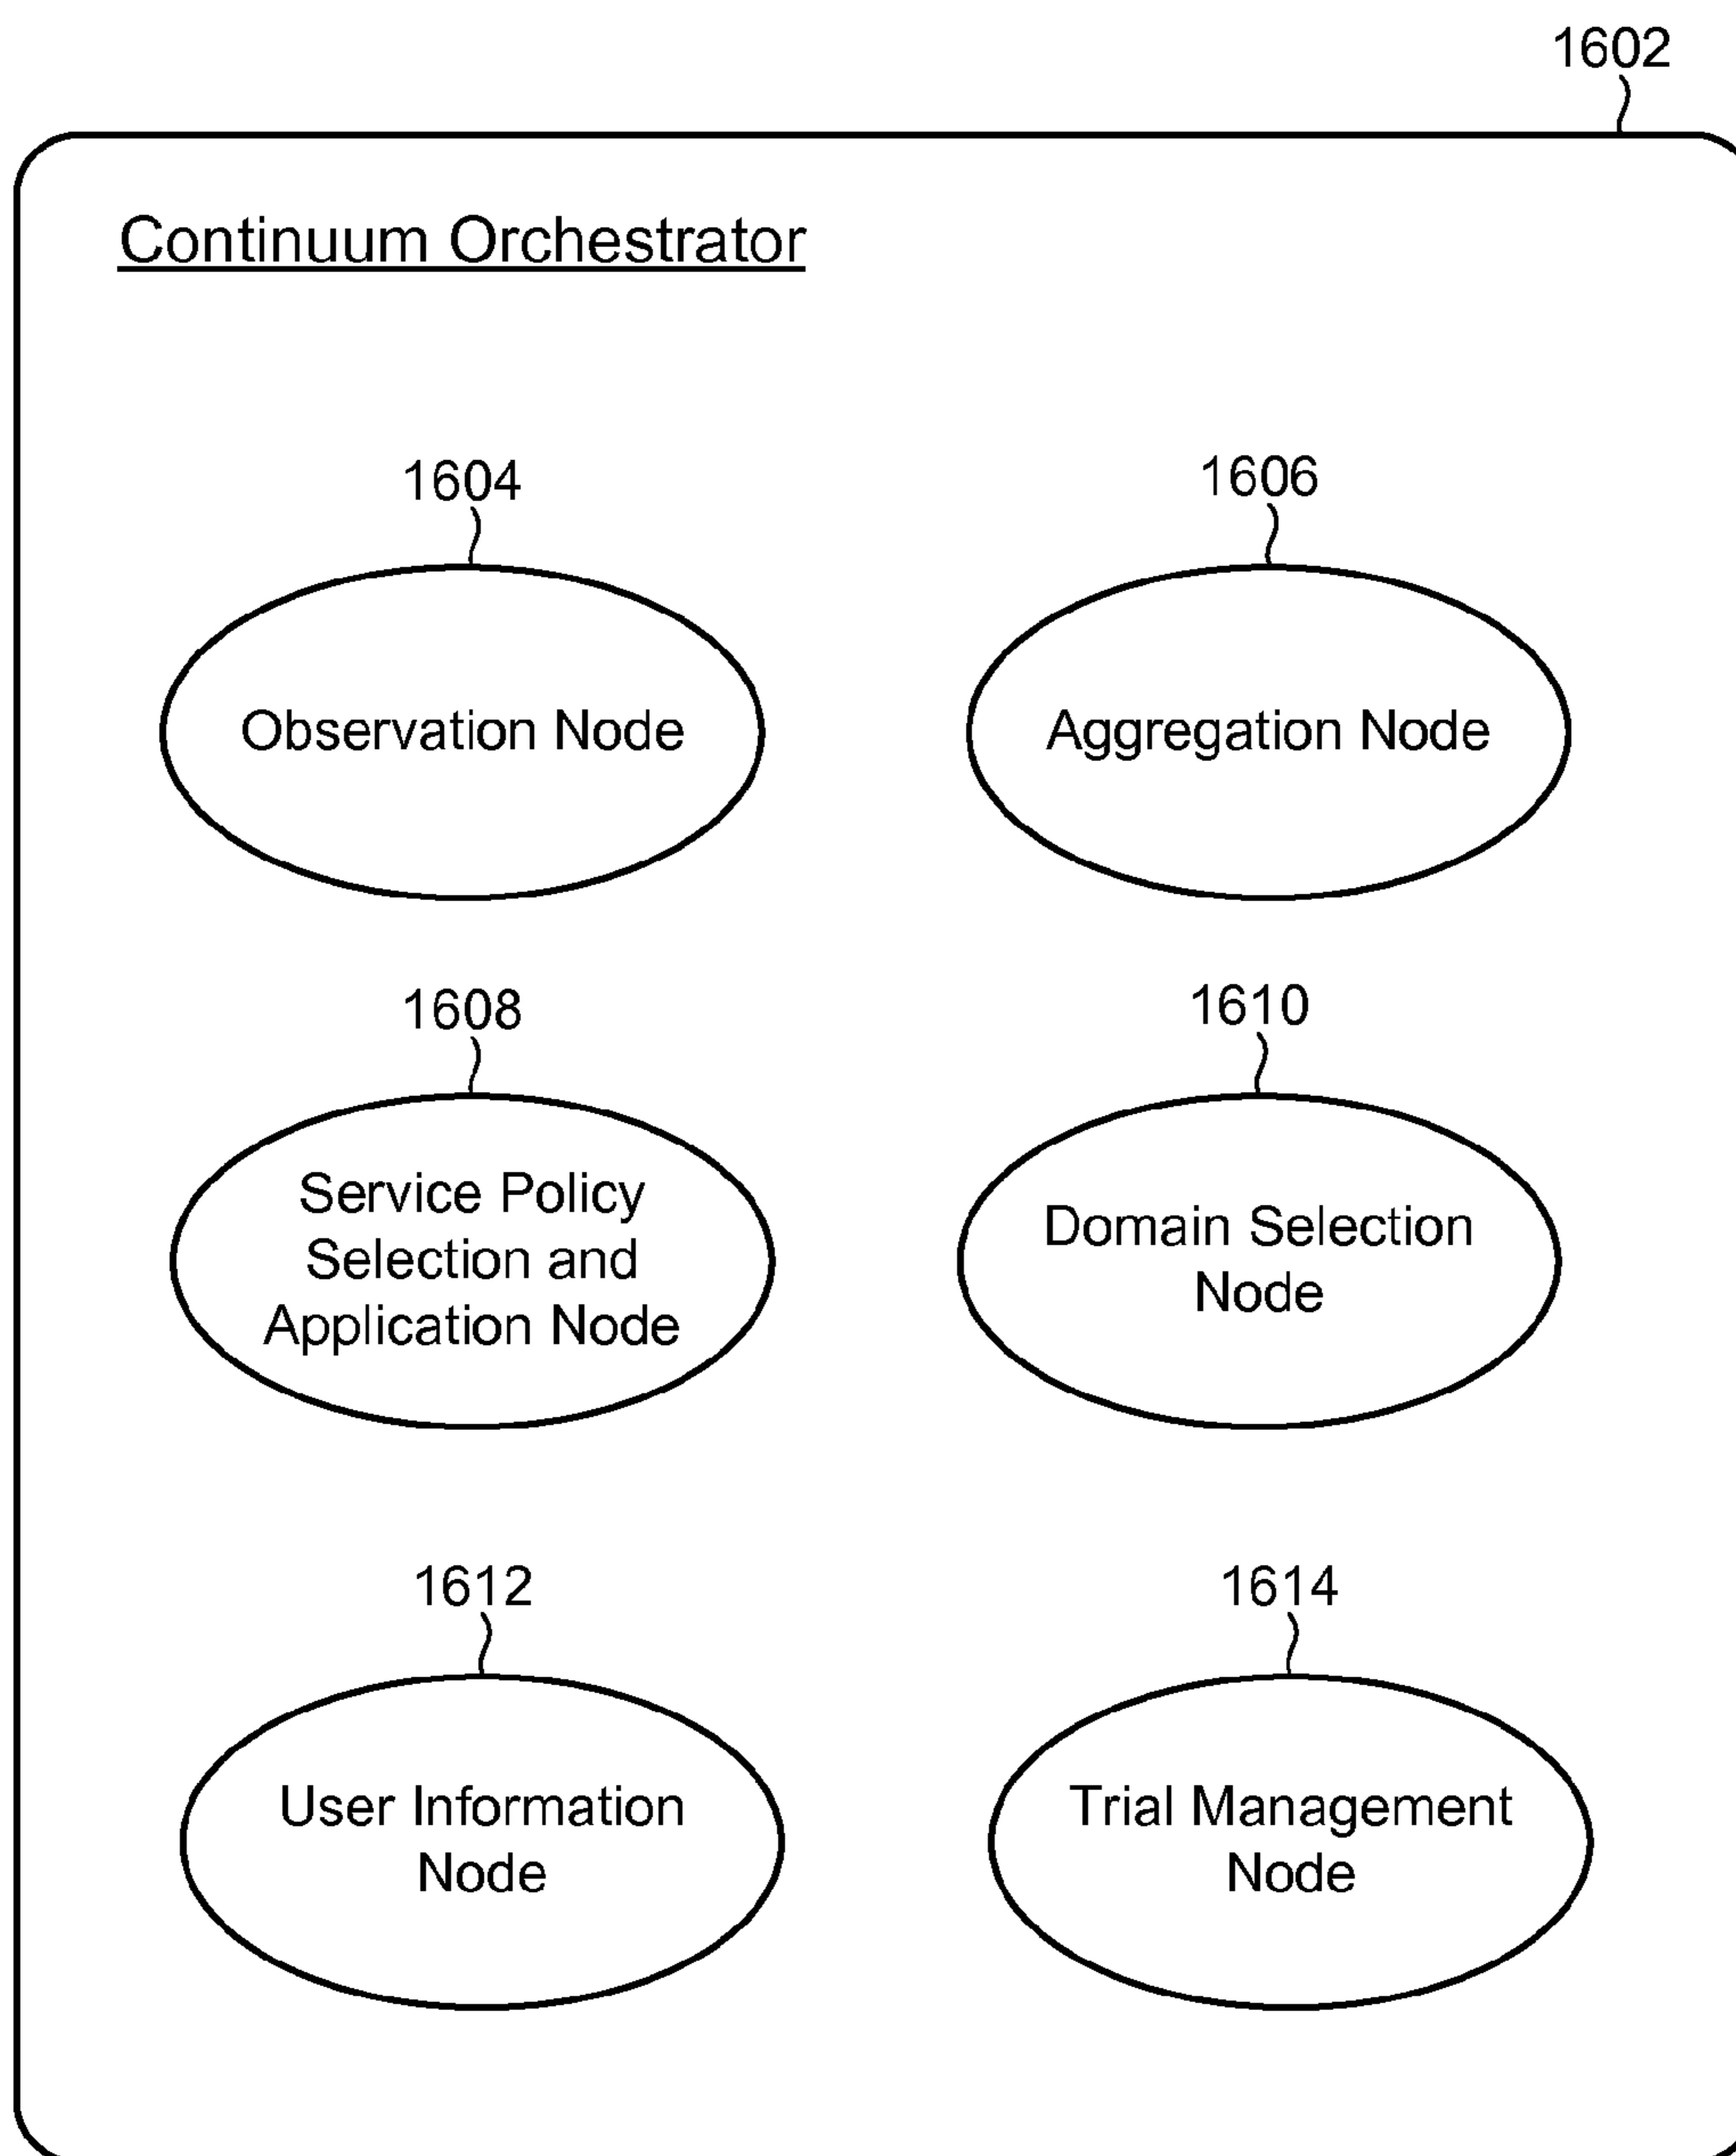 1602
Continuum Orchestrator
1604
1606
Observation Node
Aggregation Node
1608
1610
Service Policy
Selection and
Application Node
Domain Selection
Node
1612
1614
User Information
Node
Trial Management
Node